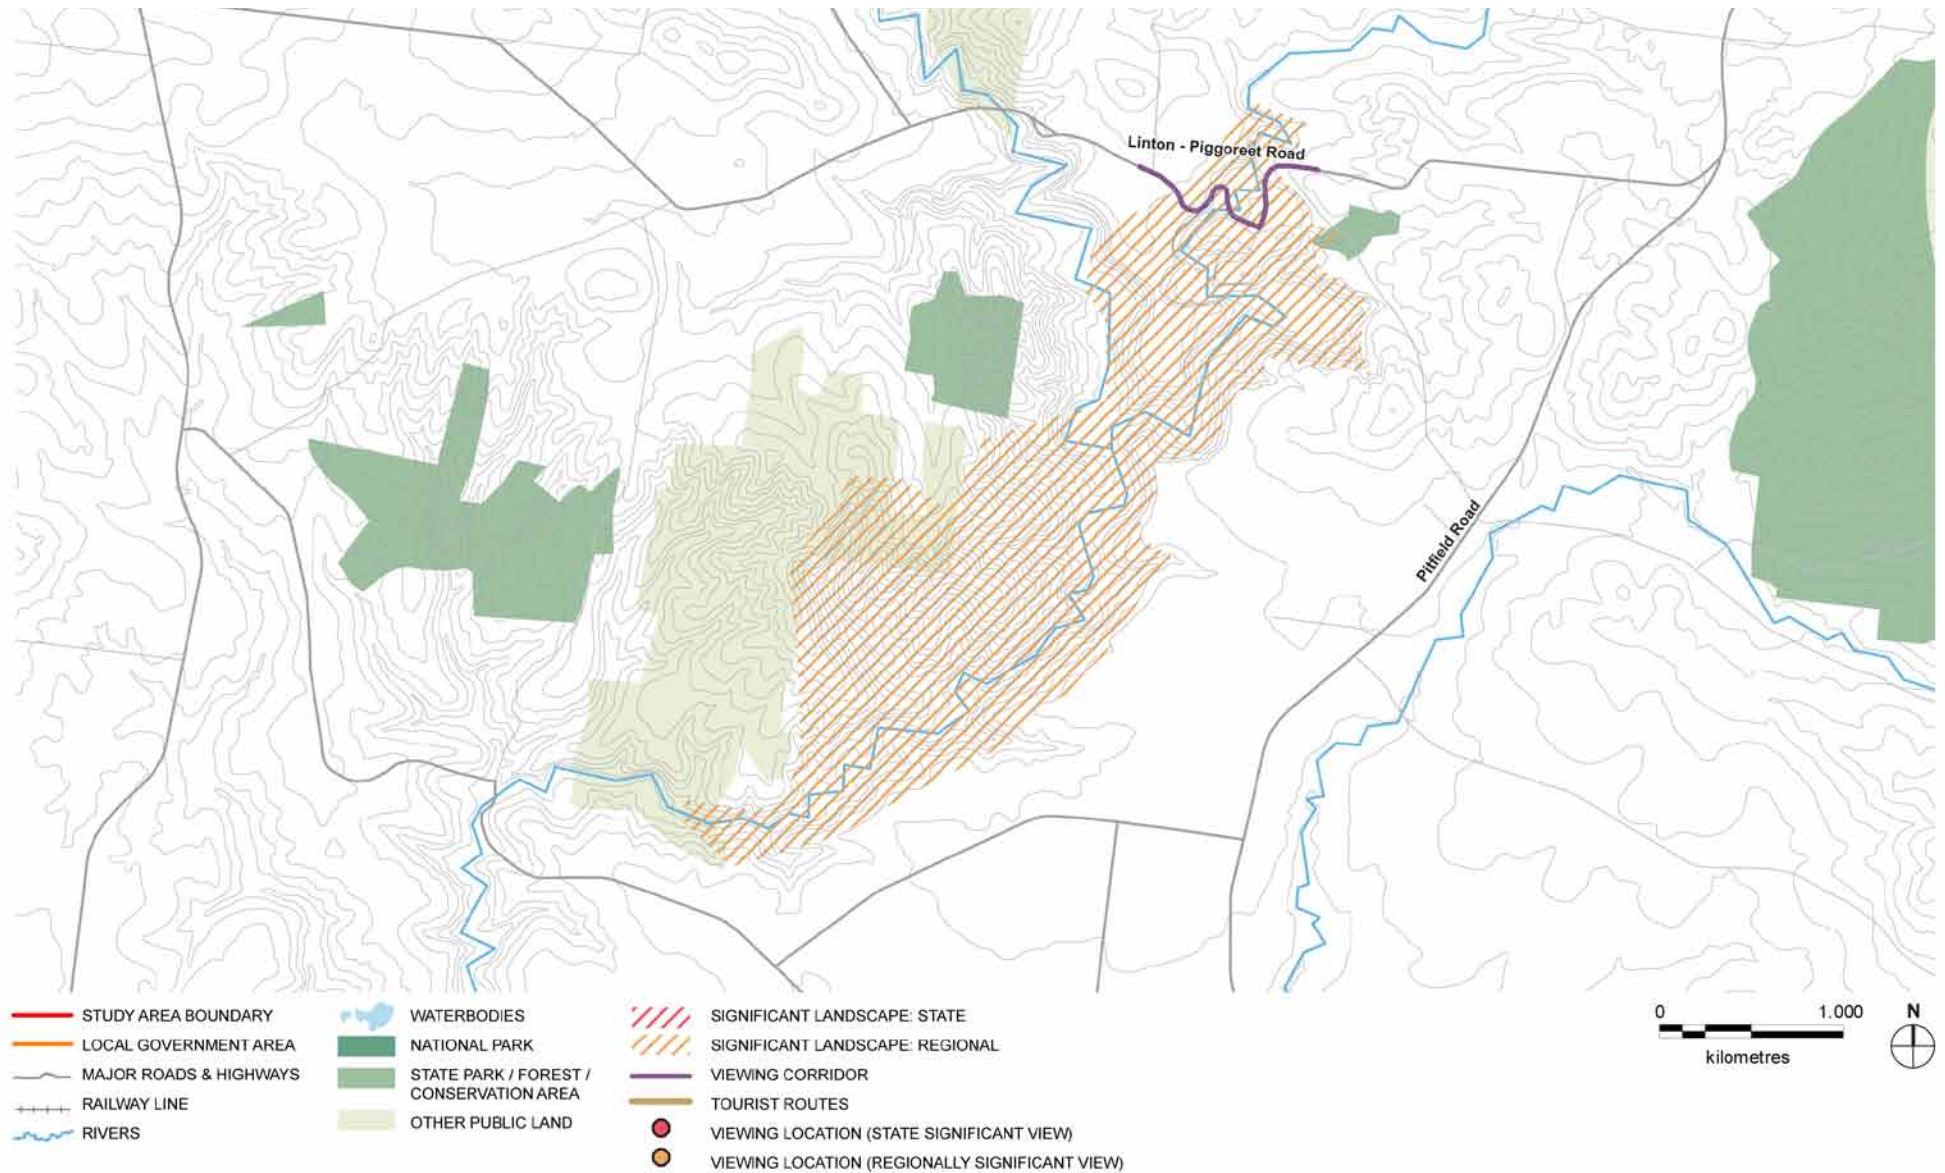 Linton - Piggoreet Road
Pitfield Road
STUDY AREA BOUNDARY
LOCAL GOVERNMENT AREA
MAJOR ROADS & HIGHWAYS
RAILWAY LINE
RIVERS
WATERBODIES
NATIONAL PARK
STATE PARK / FOREST /
CONSERVATION AREA
OTHER PUBLIC LAND
SIGNIFICANT LANDSCAPE: STATE
SIGNIFICANT LANDSCAPE: REGIONAL
VIEWING CORRIDOR
TOURIST ROUTES
VIEWING LOCATION (STATE SIGNIFICANT VIEW)
VIEWING LOCATION (REGIONALLY SIGNIFICANT VIEW)
0 1.000
kilometres
N